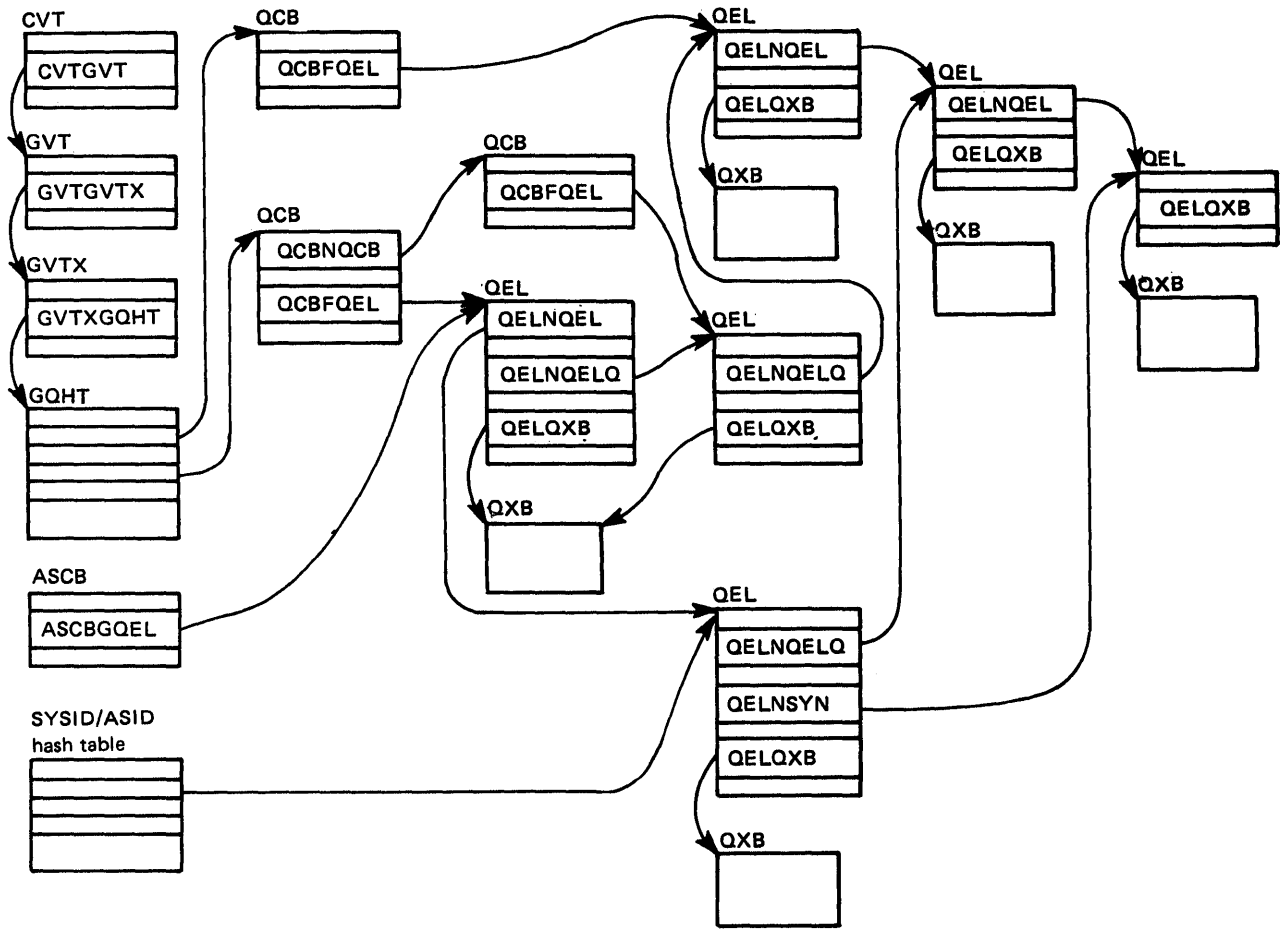 CVT
CVTGVT
GVT
GVTGVTX
GVTX
GVTXGQHT
GQHT
ASCB
ASCBGQEL
SYSID/ASID
hash table
QCB
QCBFQEL
QCB
QCBNQCB
QCBFQEL
QCB
QCBFQEL
QEL
QELNQEL
QELNQELQ
QELQXB
QXB
QEL
QELNQEL
QELQXB
QXB
QEL
QELNQELQ
QELQXB
QEL
QELNQELQ
QELNSYN
QELQXB
QXB
QEL
QELNQEL
QELQXB
QXB
QEL
QELQXB
QXB